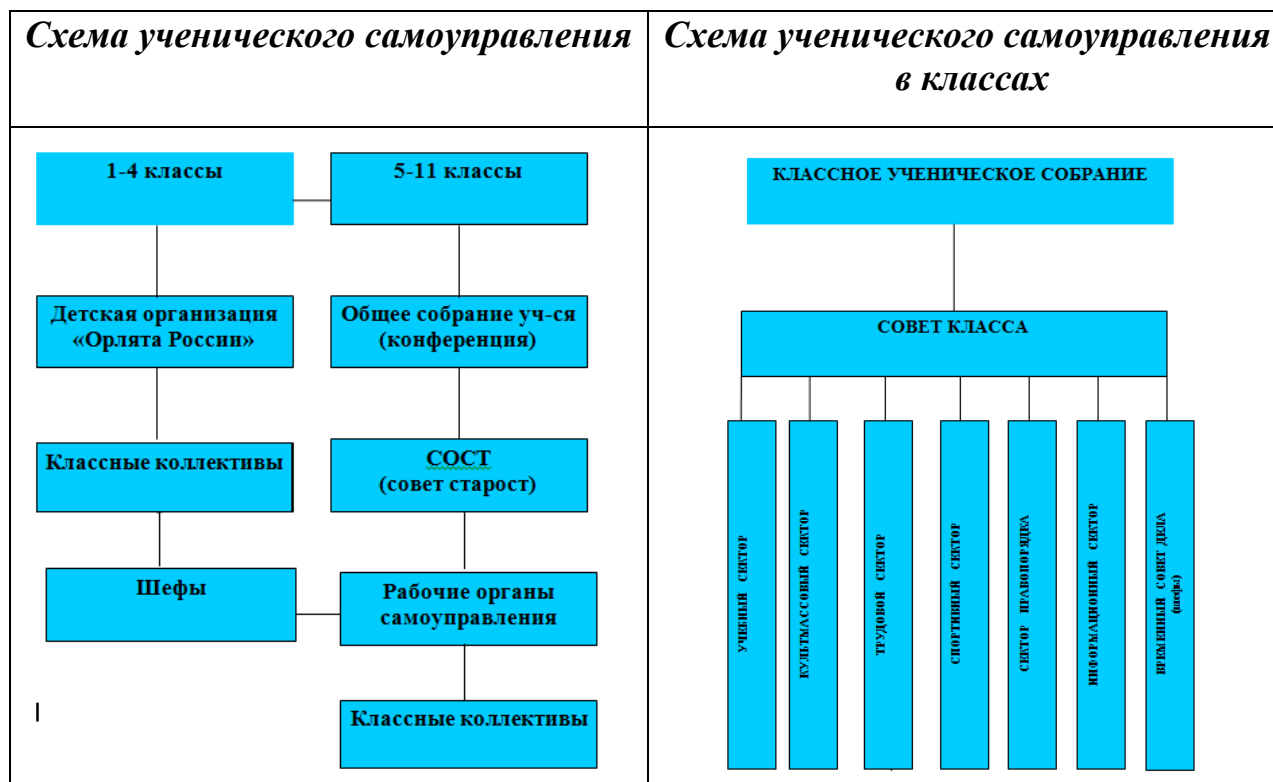 Схема ученического самоуправления
1-4 классы
5-11 классы
Детская организация
«Орлята России»
Общее собрание уч-ся
(конференция)
Классные коллективы
СОСТ
(совет старост)
Шефы
Рабочие органы
самоуправления
Классные коллективы
Схема ученического самоуправления
в классах
КЛАССНОЕ УЧЕНИЧЕСКОЕ СОБРАНИЕ
СОВЕТ КЛАССА
УЧЕБНЫЙ СЕКТОР
КУЛЬТМАССОВЫЙ СЕКТОР
ТРУДОВОЙ СЕКТОР
СПОРТИВНЫЙ СЕКТОР
СЕКТОР ПРАВОПОРЯДКА
ИНФОРМАЦИОННЫЙ СЕКТОР
ВРЕМЕННЫЙ СОВЕТ ДЕЛА
(шефы)